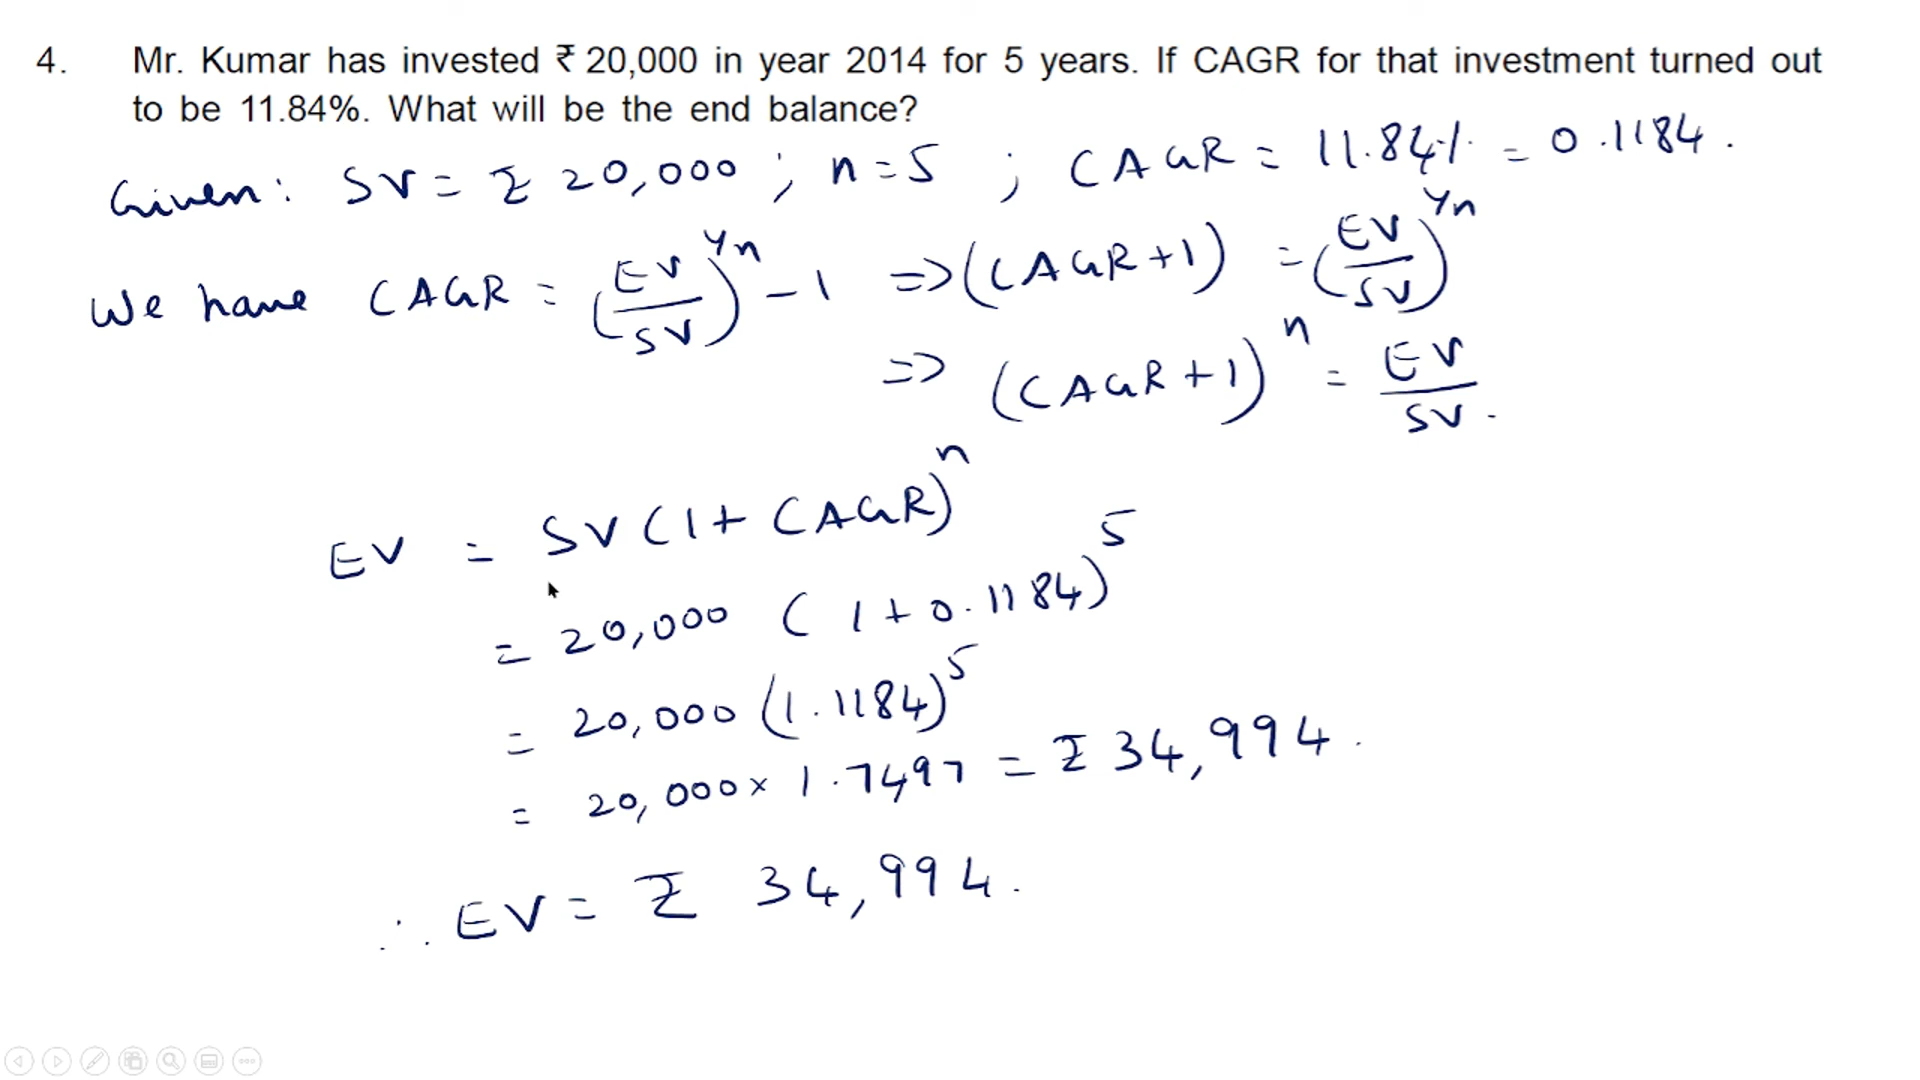 4. Mr. Kumar has invested ₹ 20,000 in year 2014 for 5 years. If CAGR for that investment turned out
to be 11.84%. What will be the end balance?
Given: SV = ₹ 20,000 ; n = 5 ; CAGR = 11.84% = 0.1184.
We have CAGR = (EV/SV)^1/n - 1 => (CAGR + 1) = (EV/SV)^1/n
=> (CAGR + 1)^n = EV/SV.
EV = SV (1 + CAGR)^n
= 20,000 (1 + 0.1184)^5
= 20,000 (1.1184)^5
= 20,000 × 1.7497 = ₹ 34,994.
∴ EV = ₹ 34,994.